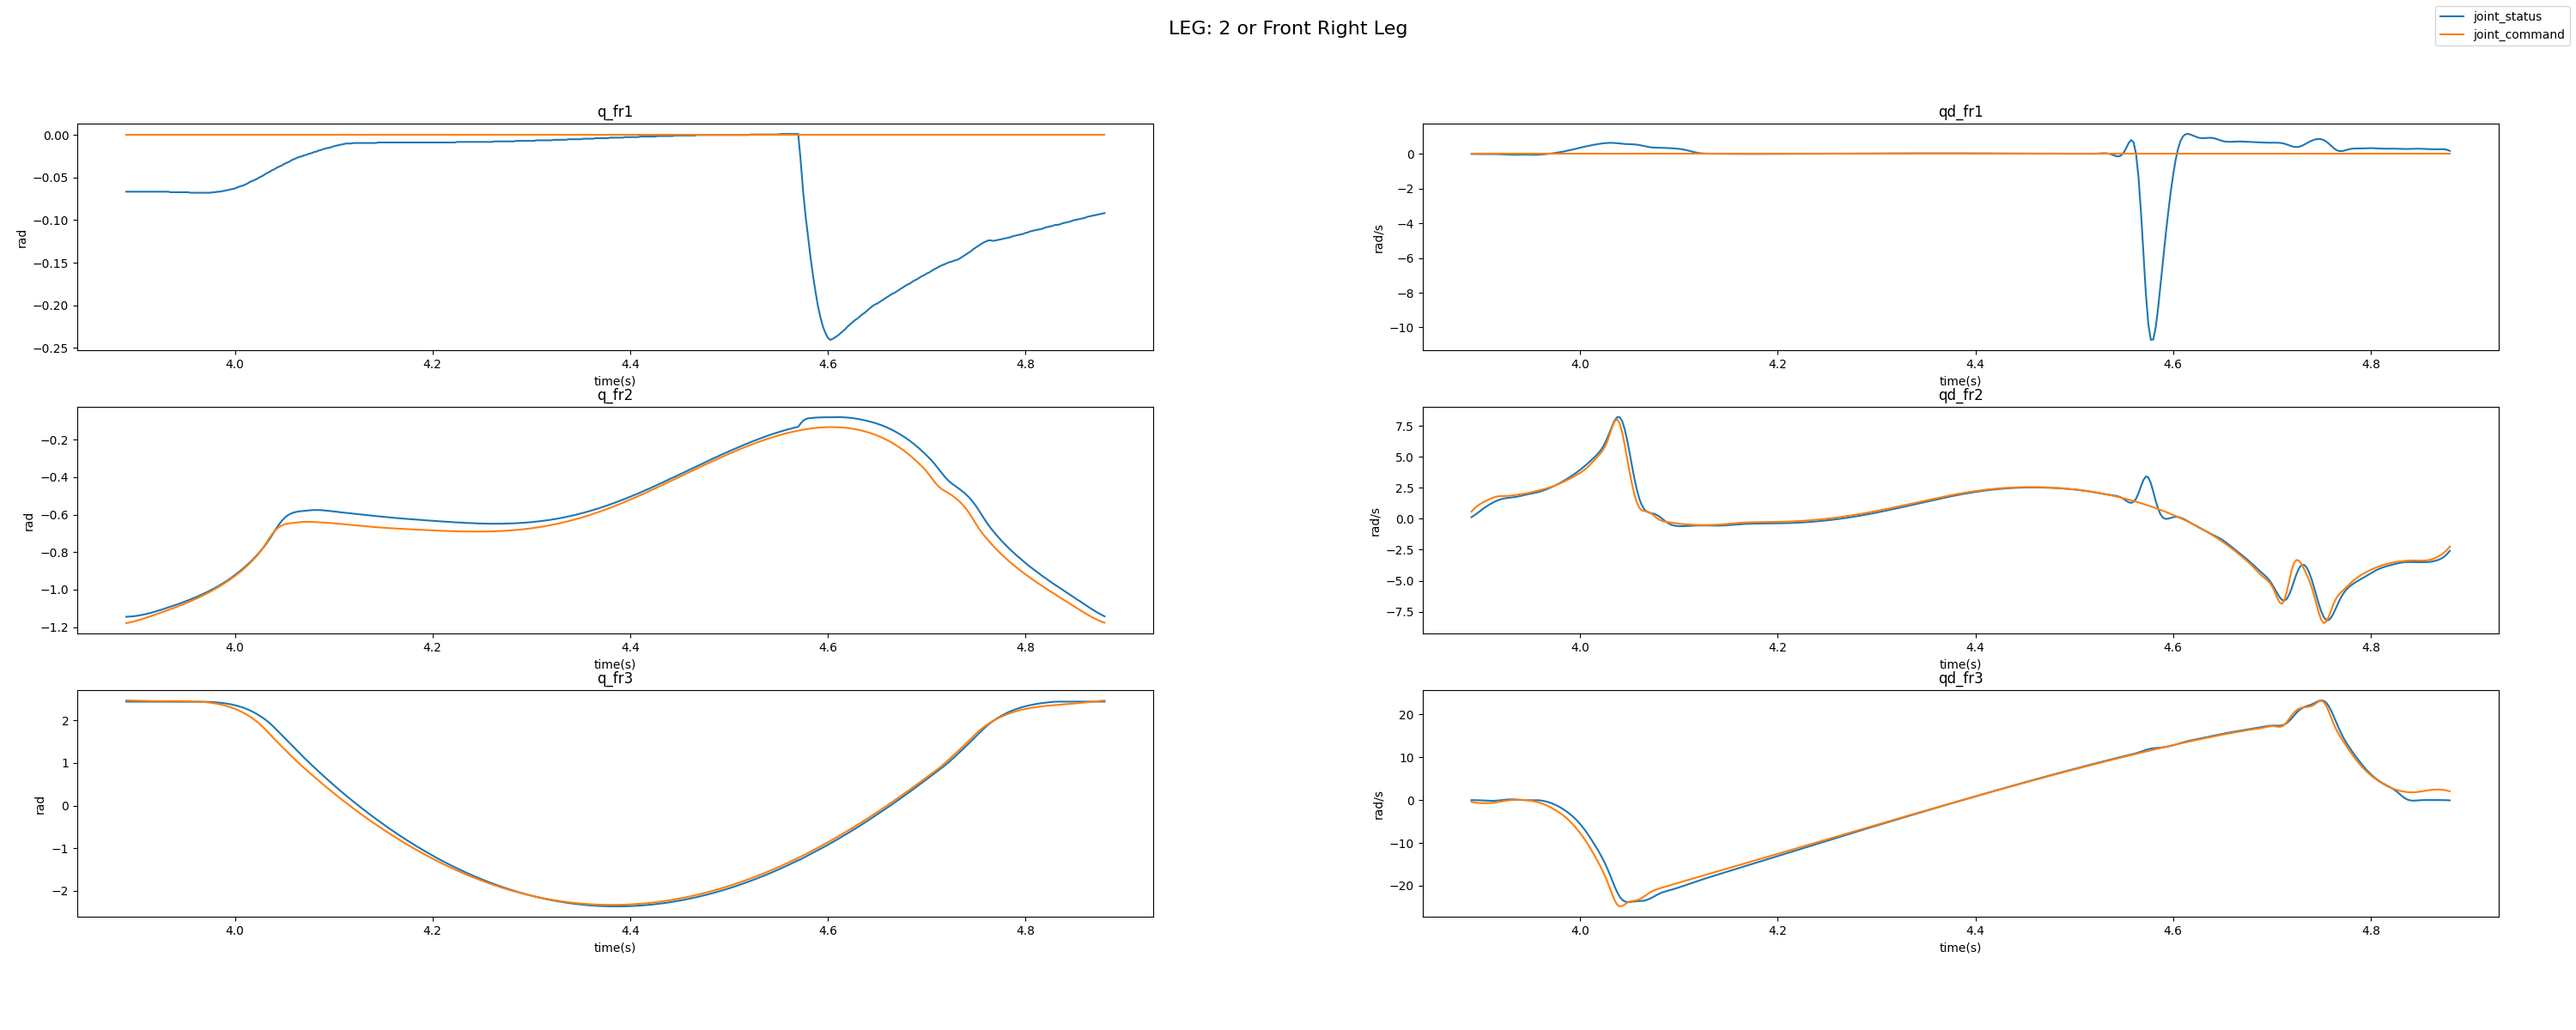 LEG: 2 or Front Right Leg
joint_status
joint_command
q_fr1
0.00
−0.05
−0.10
−0.15
−0.20
−0.25
rad
4.0 4.2 4.4 4.6 4.8
time(s)
qd_fr1
0
−2
−4
−6
−8
−10
rad/s
4.0 4.2 4.4 4.6 4.8
time(s)
q_fr2
−0.2
−0.4
−0.6
−0.8
−1.0
−1.2
rad
4.0 4.2 4.4 4.6 4.8
time(s)
qd_fr2
7.5
5.0
2.5
0.0
−2.5
−5.0
−7.5
rad/s
4.0 4.2 4.4 4.6 4.8
time(s)
q_fr3
2
1
0
−1
−2
rad
4.0 4.2 4.4 4.6 4.8
time(s)
qd_fr3
20
10
0
−10
−20
rad/s
4.0 4.2 4.4 4.6 4.8
time(s)